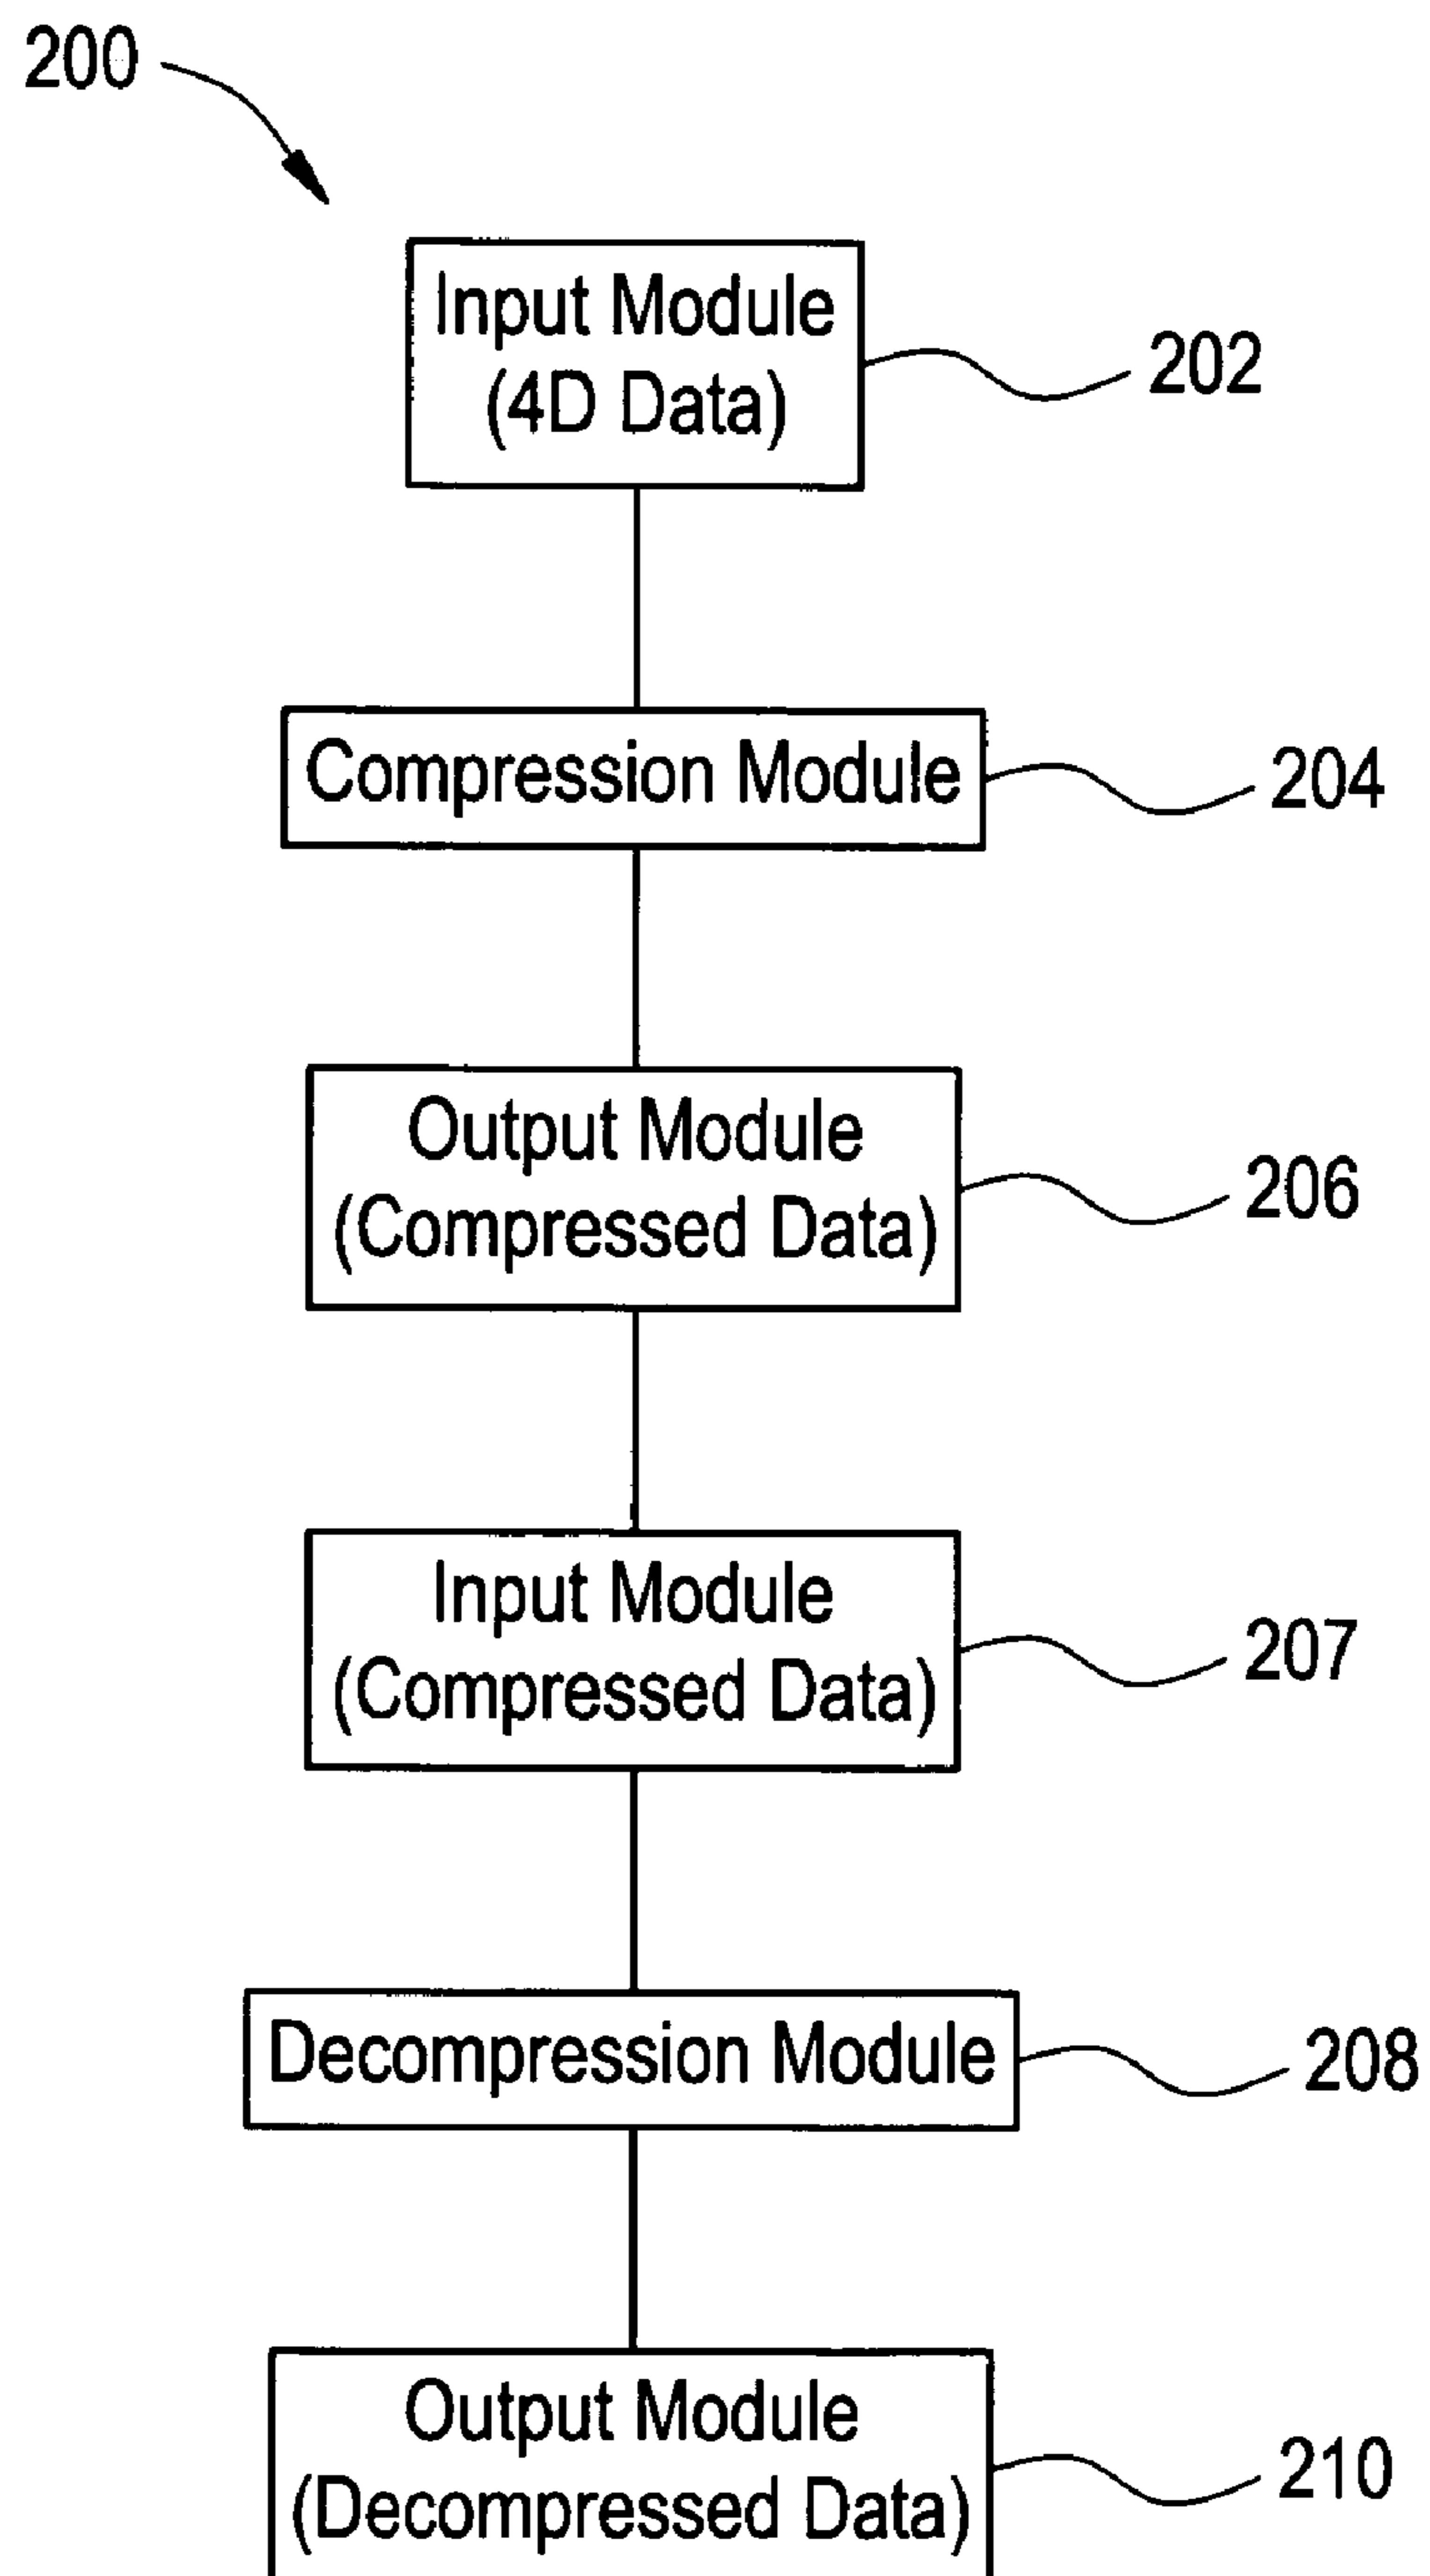 200
Input Module
(4D Data)
202
Compression Module
204
Output Module
(Compressed Data)
206
Input Module
(Compressed Data)
207
Decompression Module
208
Output Module
(Decompressed Data)
210